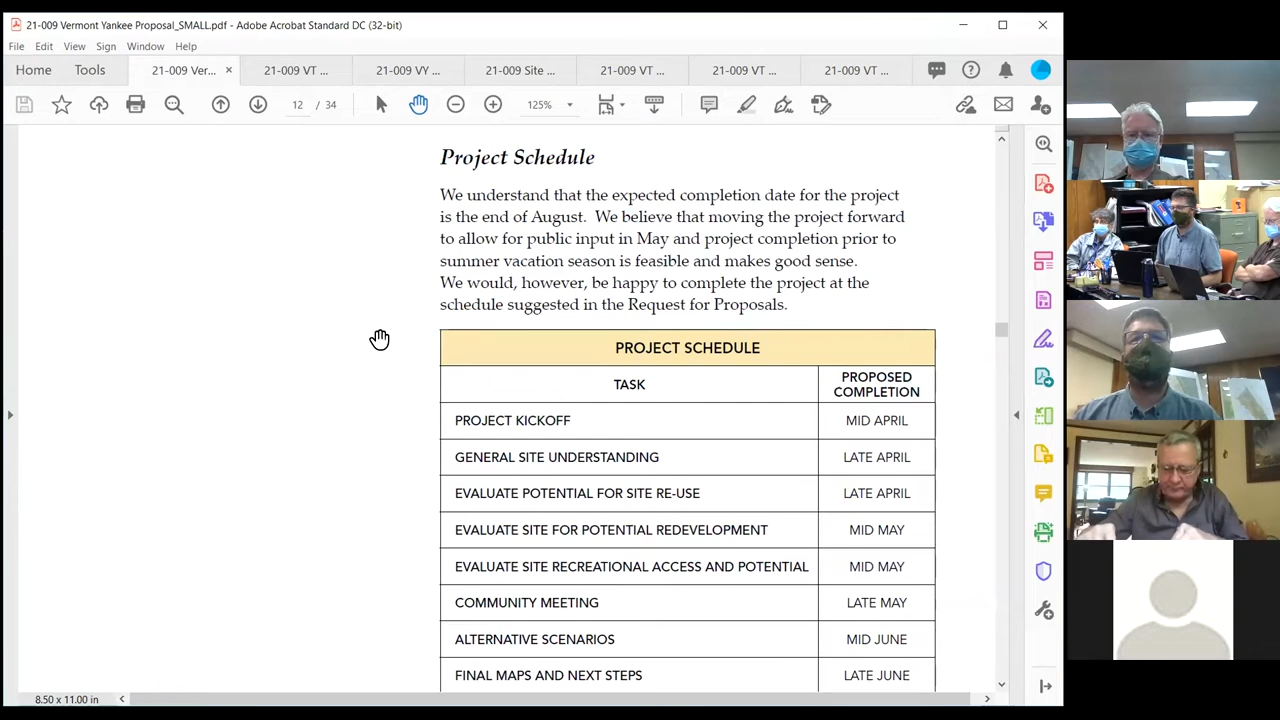 21-009 Vermont Yankee Proposal_SMALL.pdf - Adobe Acrobat Standard DC (32-bit)
File Edit View Sign Window Help
Home Tools 21-009 Ver... × 21-009 VT ... 21-009 VY ... 21-009 Site ... 21-009 VT ... 21-009 VT ... 21-009 VT ...
12 / 34 125%
Project Schedule
We understand that the expected completion date for the project
is the end of August. We believe that moving the project forward
to allow for public input in May and project completion prior to
summer vacation season is feasible and makes good sense.
We would, however, be happy to complete the project at the
schedule suggested in the Request for Proposals.
PROJECT SCHEDULE
TASK PROPOSED COMPLETION
PROJECT KICKOFF MID APRIL
GENERAL SITE UNDERSTANDING LATE APRIL
EVALUATE POTENTIAL FOR SITE RE-USE LATE APRIL
EVALUATE SITE FOR POTENTIAL REDEVELOPMENT MID MAY
EVALUATE SITE RECREATIONAL ACCESS AND POTENTIAL MID MAY
COMMUNITY MEETING LATE MAY
ALTERNATIVE SCENARIOS MID JUNE
FINAL MAPS AND NEXT STEPS LATE JUNE
8.50 x 11.00 in